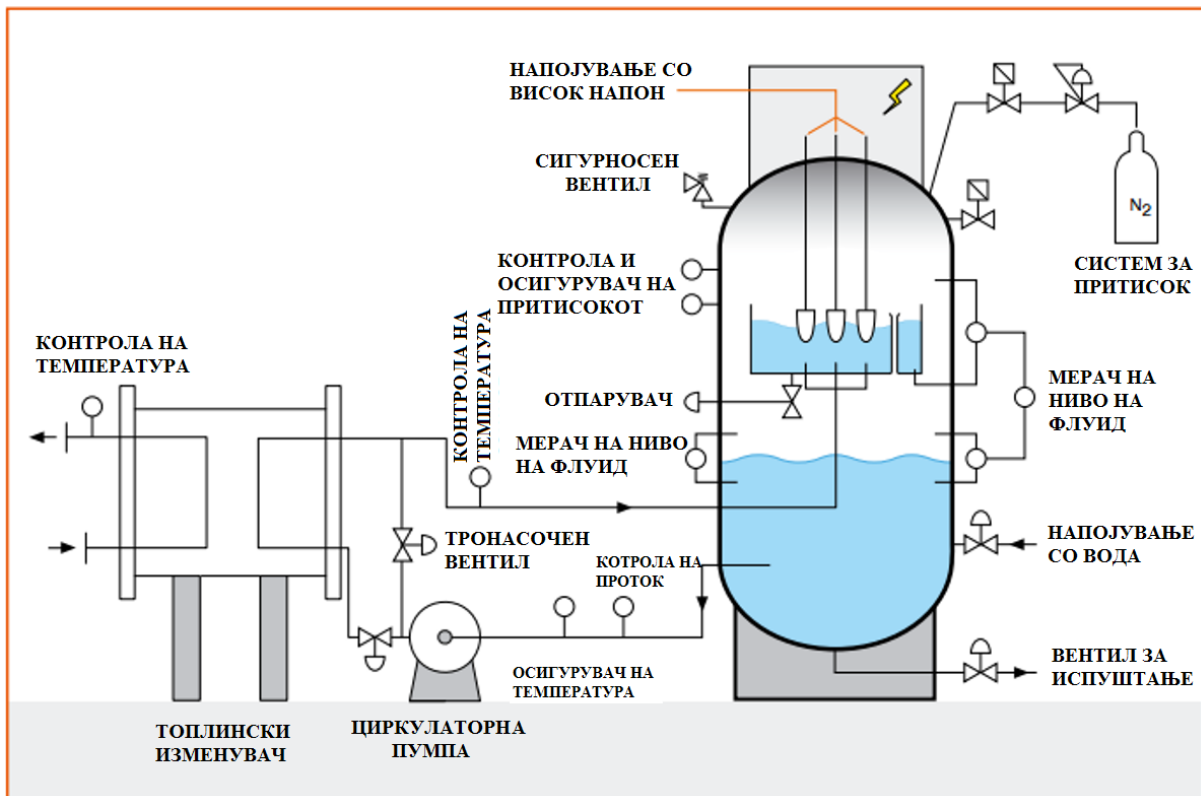 НАПОЈУВАЊЕ СО
ВИСОК НАПОН
СИГУРНОСЕН
ВЕНТИЛ
N2
СИСТЕМ ЗА
ПРИТИСОК
КОНТРОЛА И
ОСИГУРУВАЧ НА
ПРИТИСОКОТ
КОНТРОЛА НА
ТЕМПЕРАТУРА
КОНТРОЛА НА
ТЕМПЕРАТУРА
ОТПАРУВАЧ
МЕРАЧ НА
НИВО НА
ФЛУИД
МЕРАЧ НА НИВО
НА ФЛУИД
ТРОНАСОЧЕН
ВЕНТИЛ
КОТРОЛА НА
ПРОТОК
НАПОЈУВАЊЕ
СО ВОДА
ОСИГУРУВАЧ НА
ТЕМПЕРАТУРА
ВЕНТИЛ ЗА
ИСПУШТАЊЕ
ТОПЛИНСКИ
ИЗМЕНУВАЧ
ЦИРКУЛАТОРНА
ПУМПА